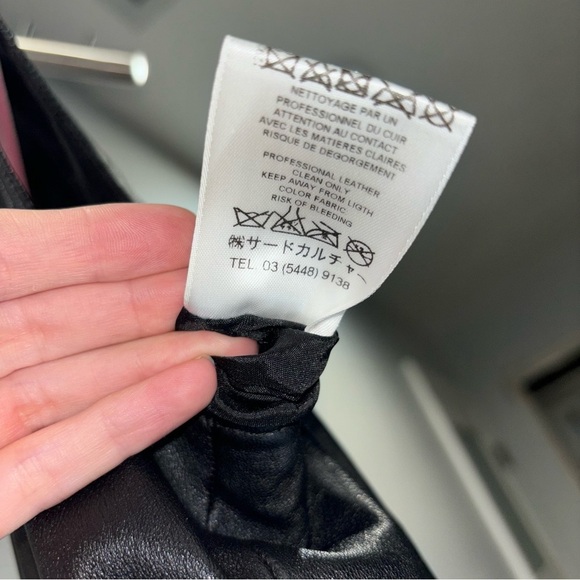 NETTOYAGE PAR UN
PROFESSIONNEL DU CUIR
ATTENTION AU CONTACT
AVEC LES MATIERES CLAIRES
RISQUE DE DEGORGEMENT
PROFESSIONAL LEATHER
CLEAN ONLY
KEEP AWAY FROM LIGTH
COLOR FABRIC
RISK OF BLEEDING
㈱サードカルチャー
TEL 03 (5448) 9138